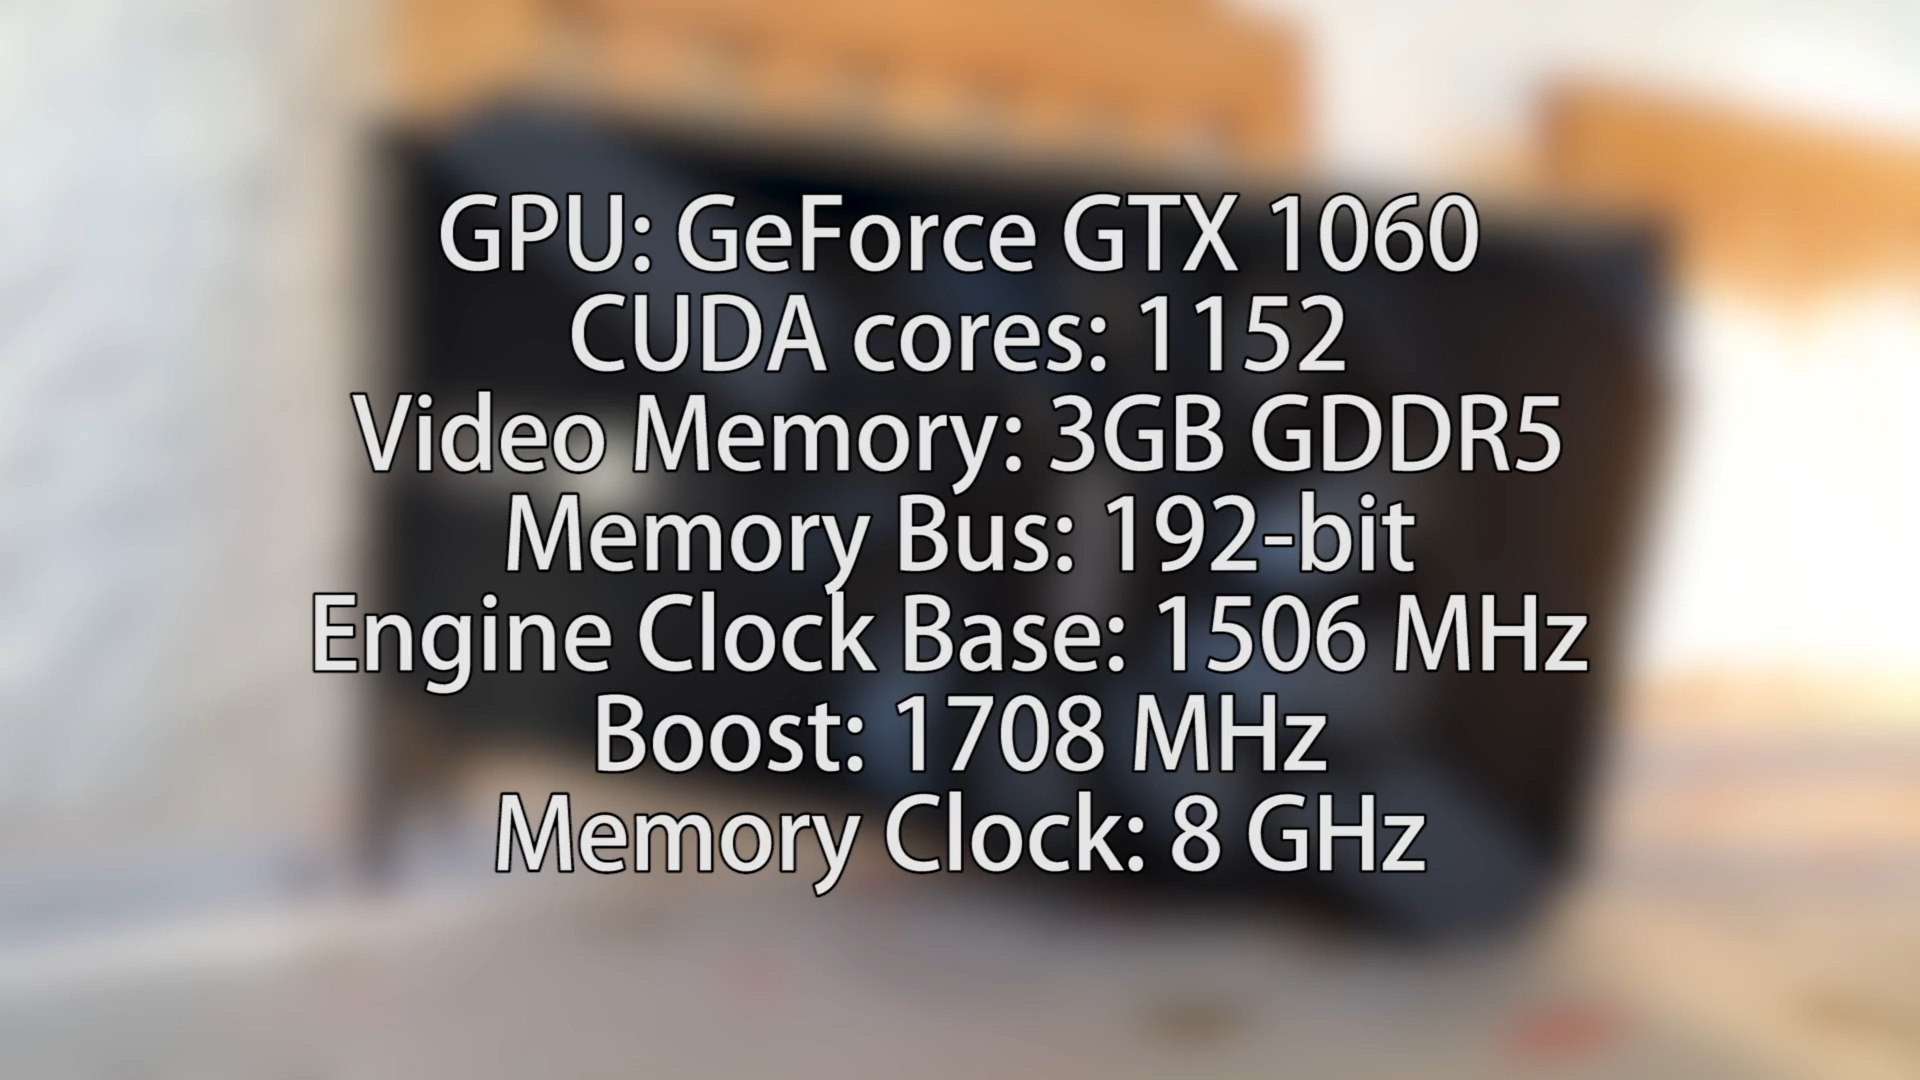 GPU: GeForce GTX 1060
CUDA cores: 1152
Video Memory: 3GB GDDR5
Memory Bus: 192-bit
Engine Clock Base: 1506 MHz
Boost: 1708 MHz
Memory Clock: 8 GHz